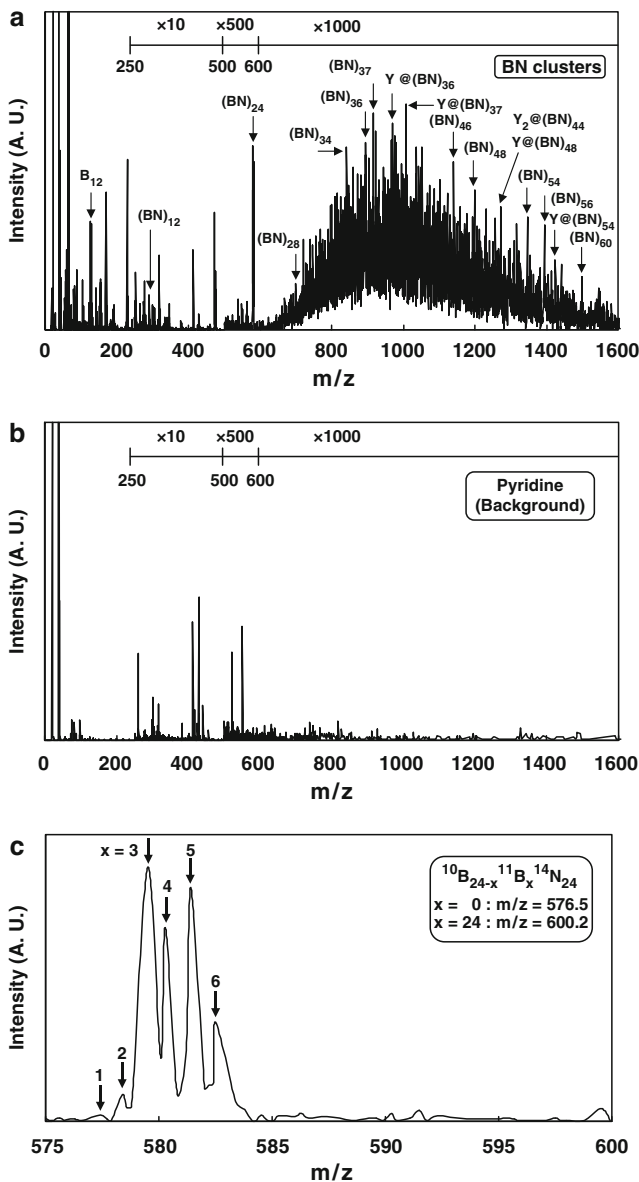 a
×10 ×500 ×1000
250 500 600
BN clusters
(BN)24
(BN)37
Y @(BN)36
(BN)36
Y@(BN)37
(BN)46
Y2@(BN)44
Y@(BN)48
(BN)34
(BN)48
B12
(BN)54
(BN)12
(BN)56
Y@(BN)54
(BN)28
(BN)60
Intensity (A. U.)
0 200 400 600 800 1000 1200 1400 1600
m/z
b
×10 ×500 ×1000
250 500 600
Pyridine
(Background)
Intensity (A. U.)
0 200 400 600 800 1000 1200 1400 1600
m/z
c
x = 3
5
4
6
2
1
10B24-x11Bx14N24
x = 0 : m/z = 576.5
x = 24 : m/z = 600.2
Intensity (A. U.)
575 580 585 590 595 600
m/z